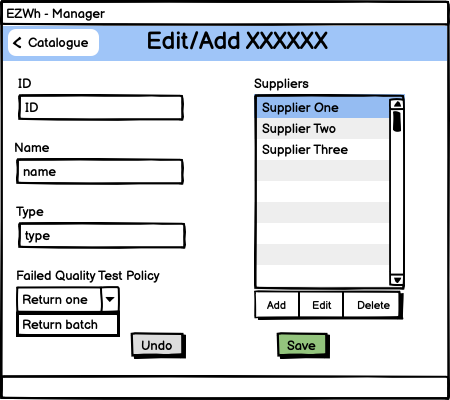 EZWh - Manager
Catalogue
Edit/Add XXXXXX
ID
ID
Name
name
Type
type
Failed Quality Test Policy
Return one
Return batch
Undo
Suppliers
Supplier One
Supplier Two
Supplier Three
Add Edit Delete
Save